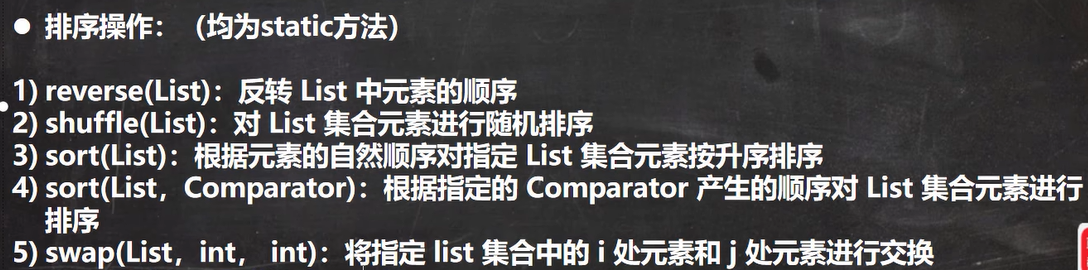 ● 排序操作：（均为static方法）
1) reverse(List)：反转 List 中元素的顺序
2) shuffle(List)：对 List 集合元素进行随机排序
3) sort(List)：根据元素的自然顺序对指定 List 集合元素按升序排序
4) sort(List，Comparator)：根据指定的 Comparator 产生的顺序对 List 集合元素进行
排序
5) swap(List，int， int)：将指定 list 集合中的 i 处元素和 j 处元素进行交换